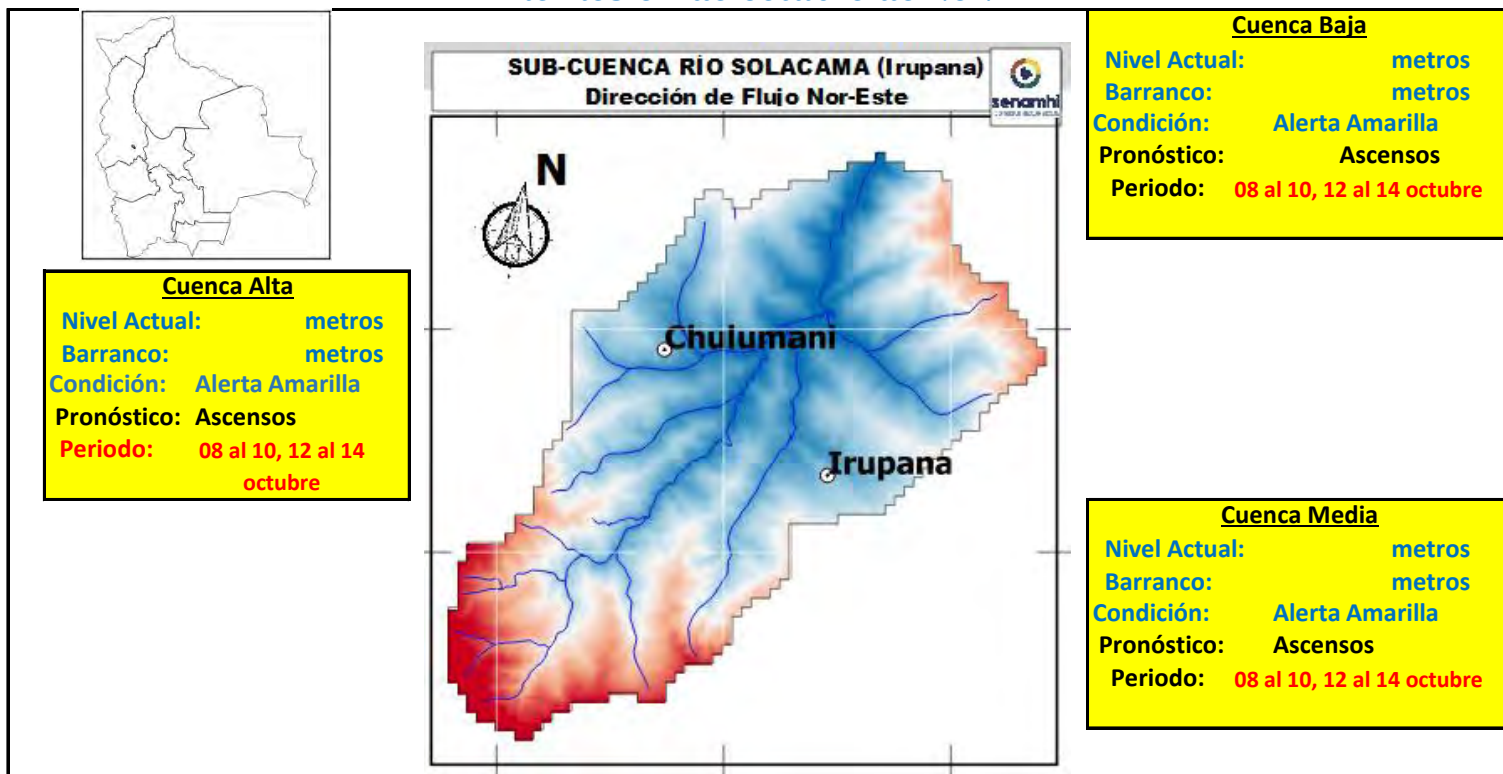 SUB-CUENCA RÍO SOLACAMA (Irupana)
Dirección de Flujo Nor-Este
senamhi
N
Chulumani
Irupana
Cuenca Alta
Nivel Actual: metros
Barranco: metros
Condición: Alerta Amarilla
Pronóstico: Ascensos
Periodo: 08 al 10, 12 al 14
octubre
Cuenca Baja
Nivel Actual: metros
Barranco: metros
Condición: Alerta Amarilla
Pronóstico: Ascensos
Periodo: 08 al 10, 12 al 14 octubre
Cuenca Media
Nivel Actual: metros
Barranco: metros
Condición: Alerta Amarilla
Pronóstico: Ascensos
Periodo: 08 al 10, 12 al 14 octubre